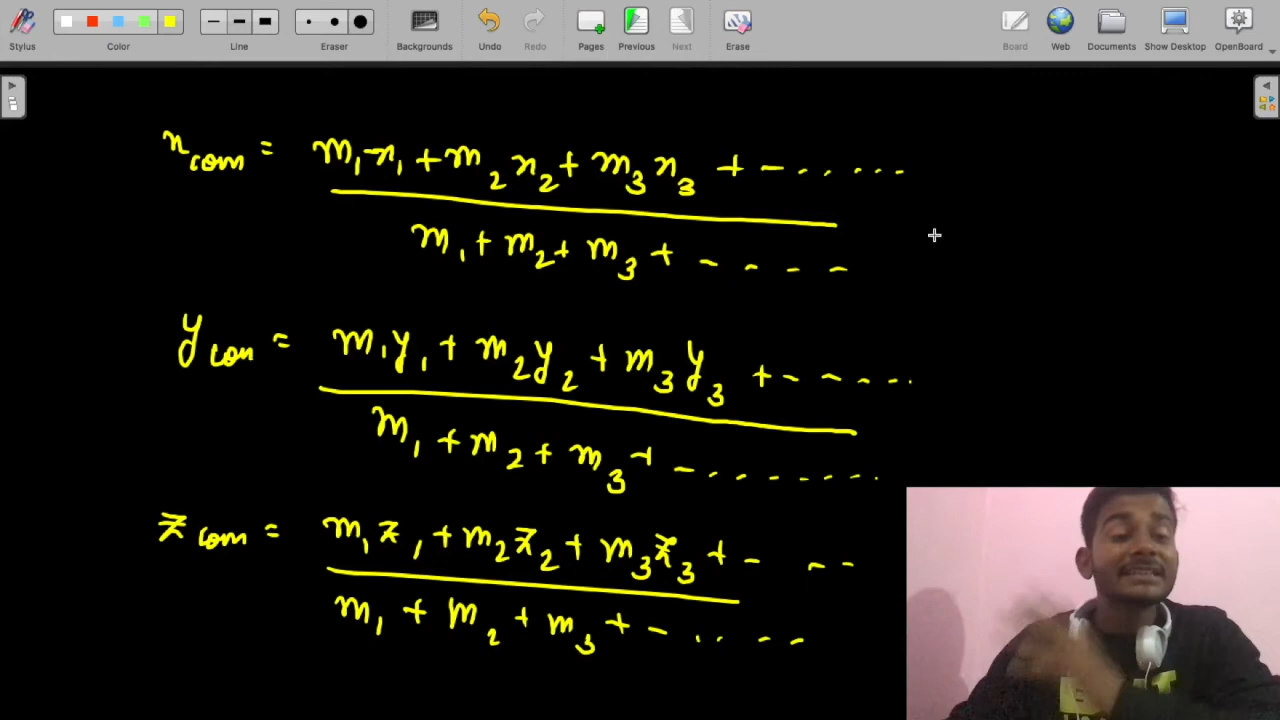 Stylus Color Line Eraser Backgrounds Undo Redo Pages Previous Next Erase Board Web Documents Show Desktop OpenBoard
x_com = m₁x₁ + m₂x₂ + m₃x₃ + - . . . . .
m₁ + m₂ + m₃ + - - - -
y_com = m₁y₁ + m₂y₂ + m₃y₃ + - - - - - .
m₁ + m₂ + m₃ + - . . - - - .
z_com = m₁z₁ + m₂z₂ + m₃z₃ + - - -
m₁ + m₂ + m₃ + - . . - -